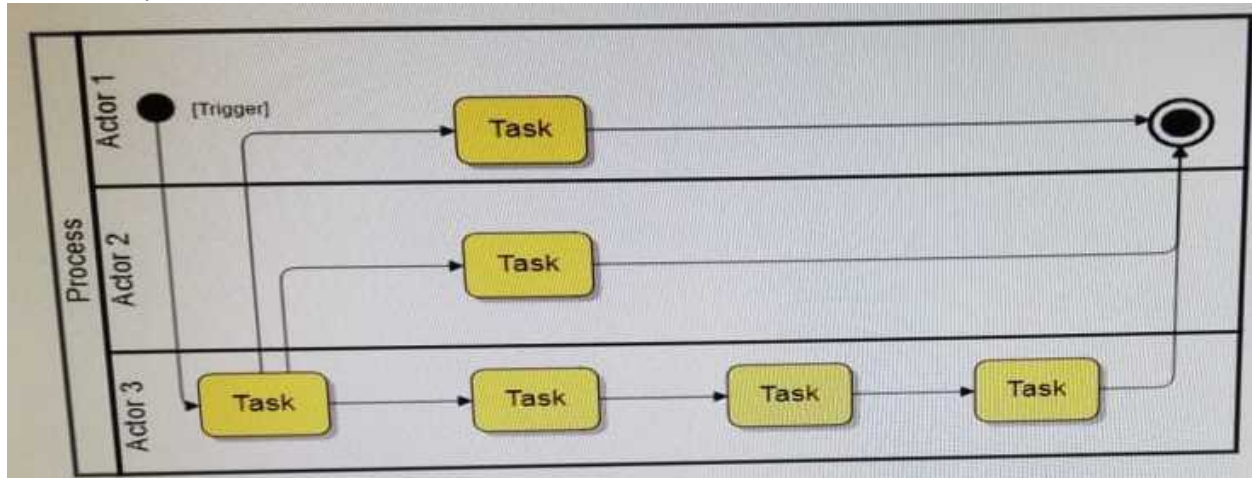 Process
Actor 1
[Trigger]
Task
Actor 2
Task
Actor 3
Task
Task
Task
Task